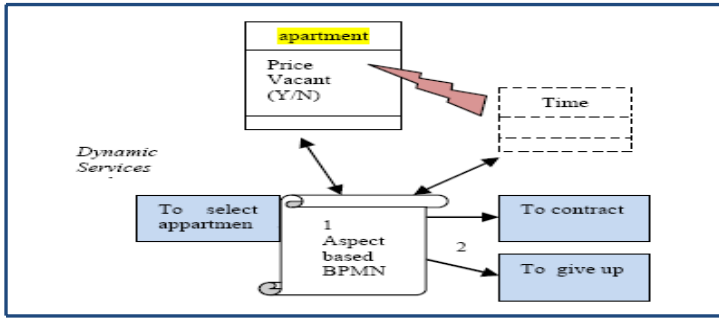 apartment
Price
Vacant
(Y/N)
Time
Dynamic
Services
To select
appartmen
1
Aspect
based
BPMN
To contract
2
To give up